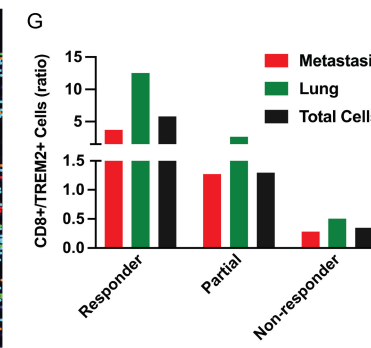 G
CD8+/TREM2+ Cells (ratio)
15
10
5
1.5
1.0
0.5
0.0
Metastasi
Lung
Total Cells
Responder
Partial
Non-responder